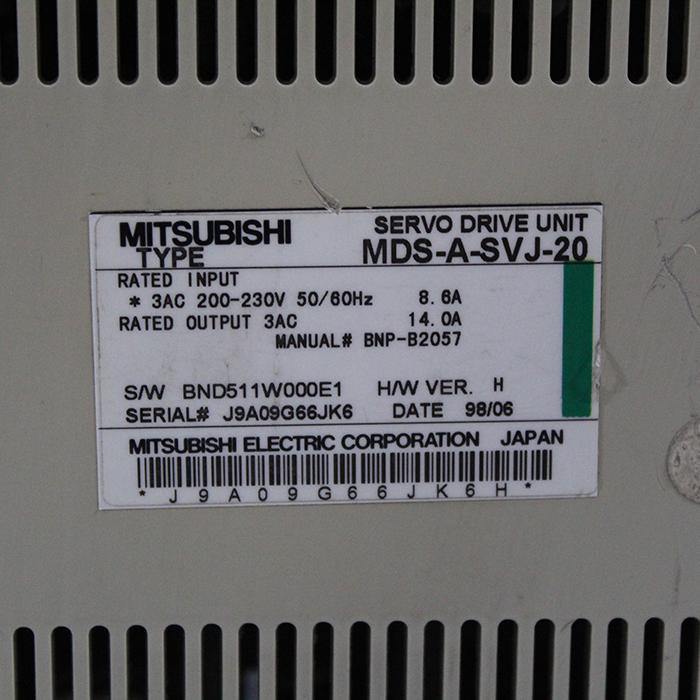 MITSUBISHI SERVO DRIVE UNIT
TYPE MDS-A-SVJ-20
RATED INPUT
* 3AC 200-230V 50/60Hz 8.6A
RATED OUTPUT 3AC 14.0A
MANUAL# BNP-B2057
S/W BND511W000E1 H/W VER. H
SERIAL# J9A09G66JK6 DATE 98/06
MITSUBISHI ELECTRIC CORPORATION JAPAN
*J9A09G66JK6H*